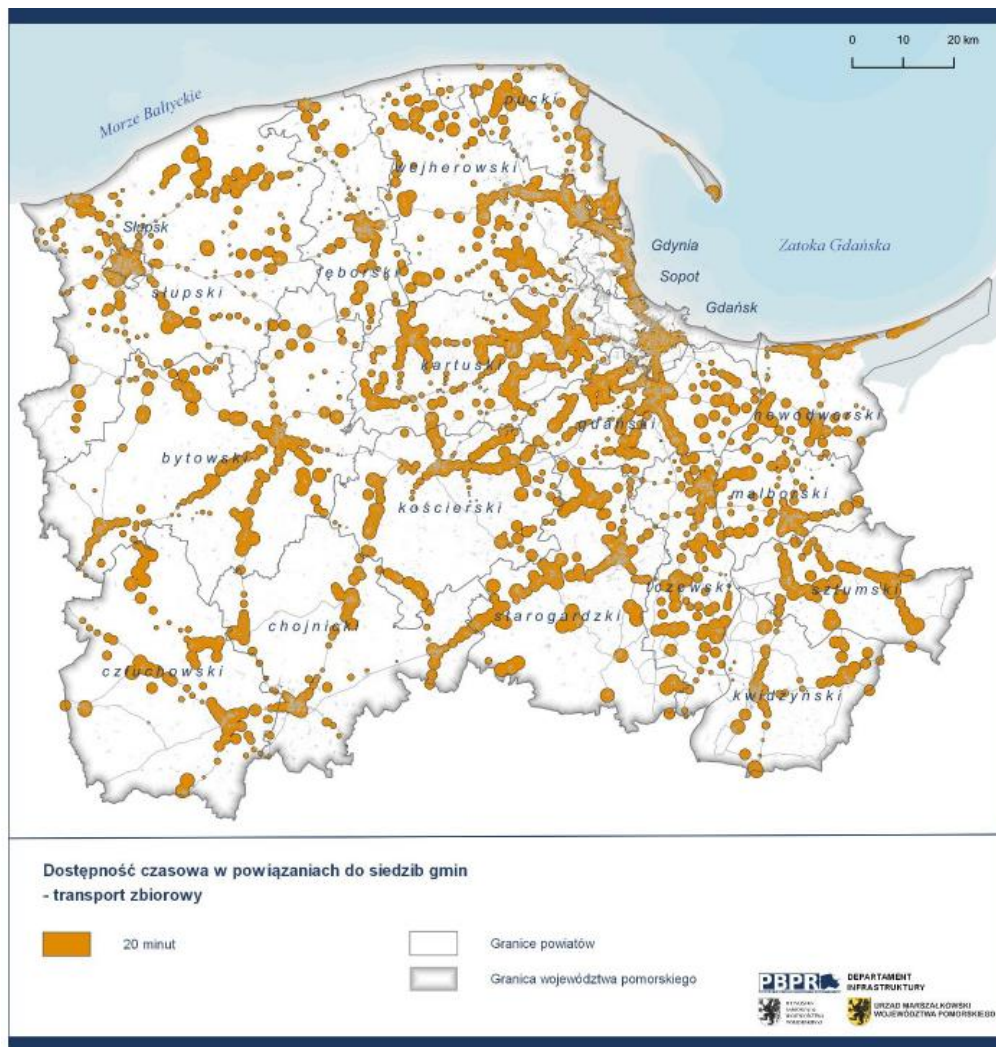 0 10 20 km
Morze Bałtyckie
pucki
wejherowski
Słupsk
Gdynia
Zatoka Gdańska
Sopot
lęborski
słupski
Gdańsk
kartuski
nowodworski
gdański
bytowski
malborski
kościerski
tczewski
sztumski
starogardzki
chojnicki
człuchowski
kwidzyński
Dostępność czasowa w powiązaniach do siedzib gmin
- transport zbiorowy
20 minut
Granice powiatów
Granica województwa pomorskiego
PBPR
DEPARTAMENT
INFRASTRUKTURY
URZĄD MARSZAŁKOWSKI
WOJEWÓDZTWA POMORSKIEGO